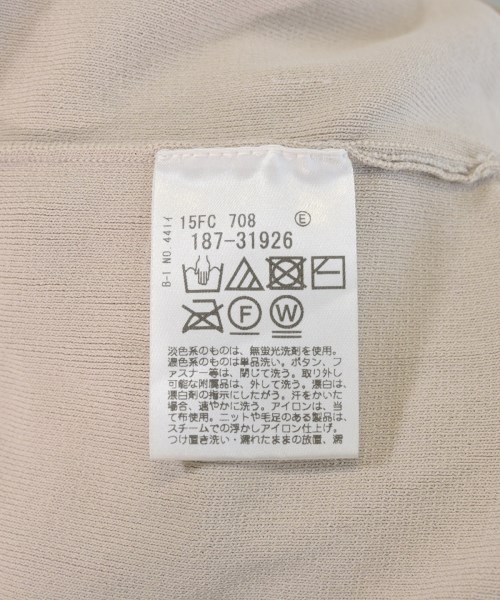 B-1 NO.441イ
15FC 708 Ⓔ
187-31926
F W
淡色系のものは、無蛍光洗剤を使用。
濃色系のものは単品洗い。ボタン、フ
ァスナー等は、閉じて洗う。取り外し
可能な附属品は、外して洗う。漂白は、
漂白剤の指示にしたがう。汗をかいた
場合、速やかに洗う。アイロンは、当
て布使用。ニットや毛足のある製品は、
スチームでの浮かしアイロン仕上げ。
つけ置き洗い・濡れたままの放置、濡